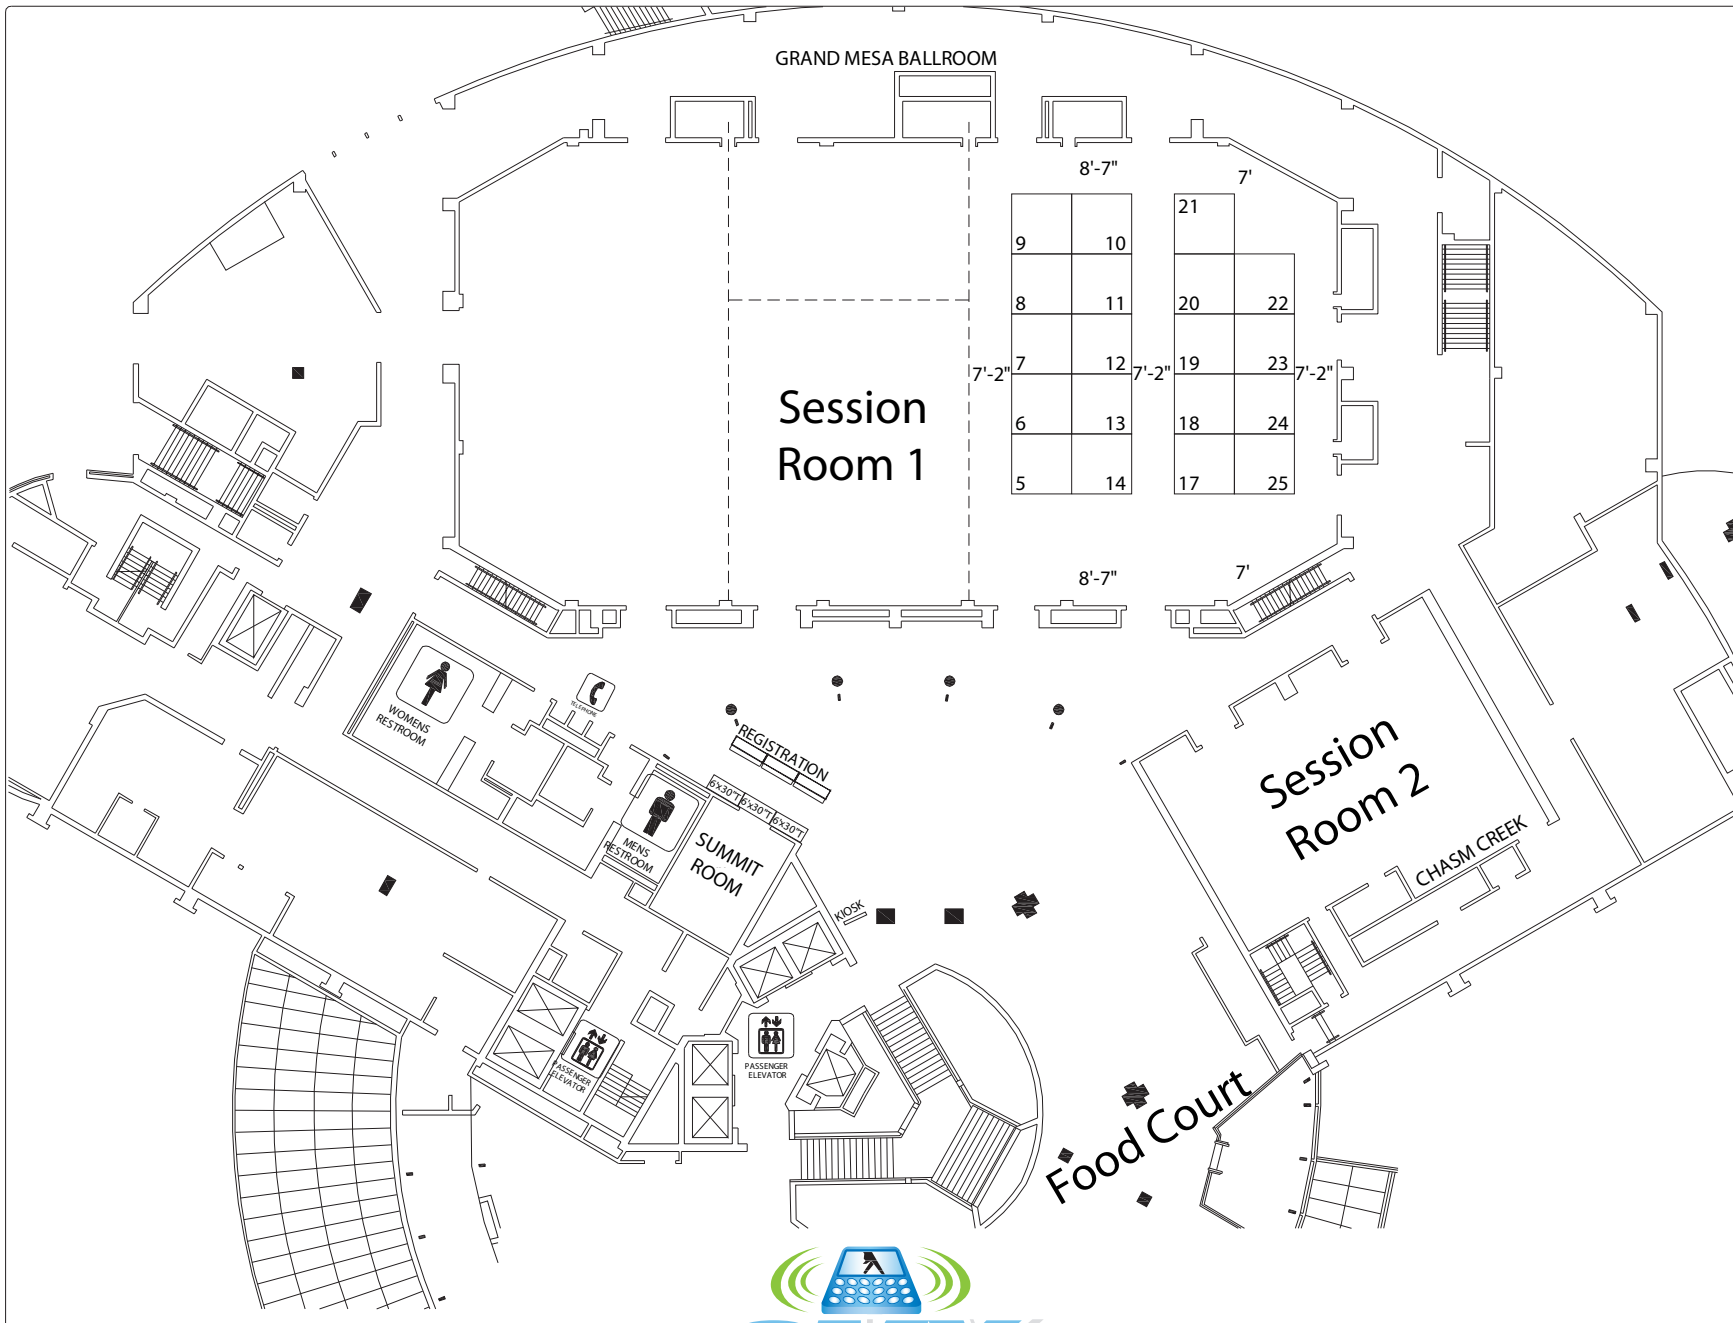 GRAND MESA BALLROOM
8'-7"
7'
21
9
10
8
11
20
22
7
12
19
23
7'-2"
7'-2"
7'-2"
6
13
18
24
5
14
17
25
Session
Room 1
8'-7"
7'
WOMENS
RESTROOM
TELEPHONE
REGISTRATION
6'x30"T
6'x30"T
6'x30"T
MENS
RESTROOM
SUMMIT
ROOM
KIOSK
Session
Room 2
CHASM CREEK
PASSENGER
ELEVATOR
PASSENGER
ELEVATOR
Food Court